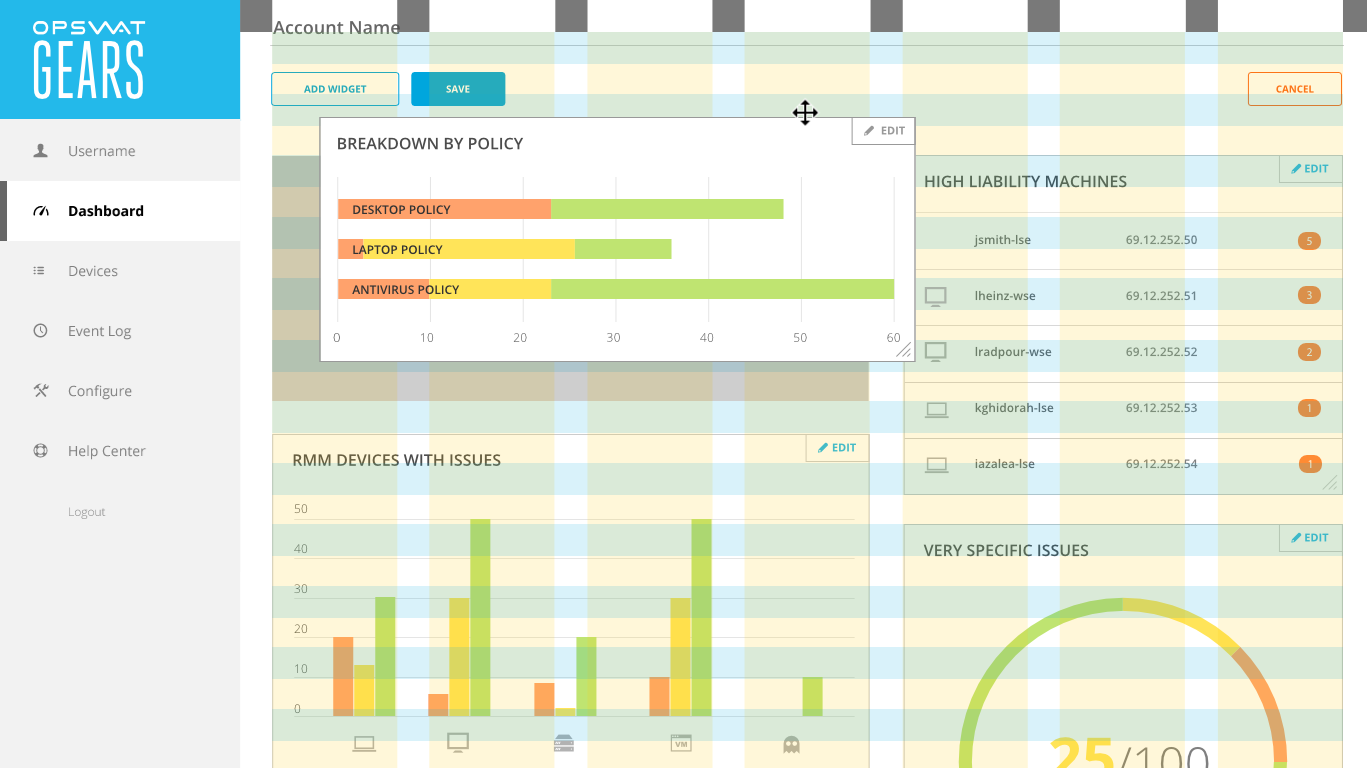 OPSWAT
GEARS
Username
Dashboard
Devices
Event Log
Configure
Help Center
Logout
Account Name
ADD WIDGET
SAVE
CANCEL
BREAKDOWN BY POLICY
EDIT
DESKTOP POLICY
LAPTOP POLICY
ANTIVIRUS POLICY
0 10 20 30 40 50 60
HIGH LIABILITY MACHINES
EDIT
jsmith-lse 69.12.252.50 5
lheinz-wse 69.12.252.51 3
lradpour-wse 69.12.252.52 2
kghidorah-lse 69.12.252.53 1
iazalea-lse 69.12.252.54 1
RMM DEVICES WITH ISSUES
EDIT
50
40
30
20
10
0
VM
VERY SPECIFIC ISSUES
EDIT
25/100